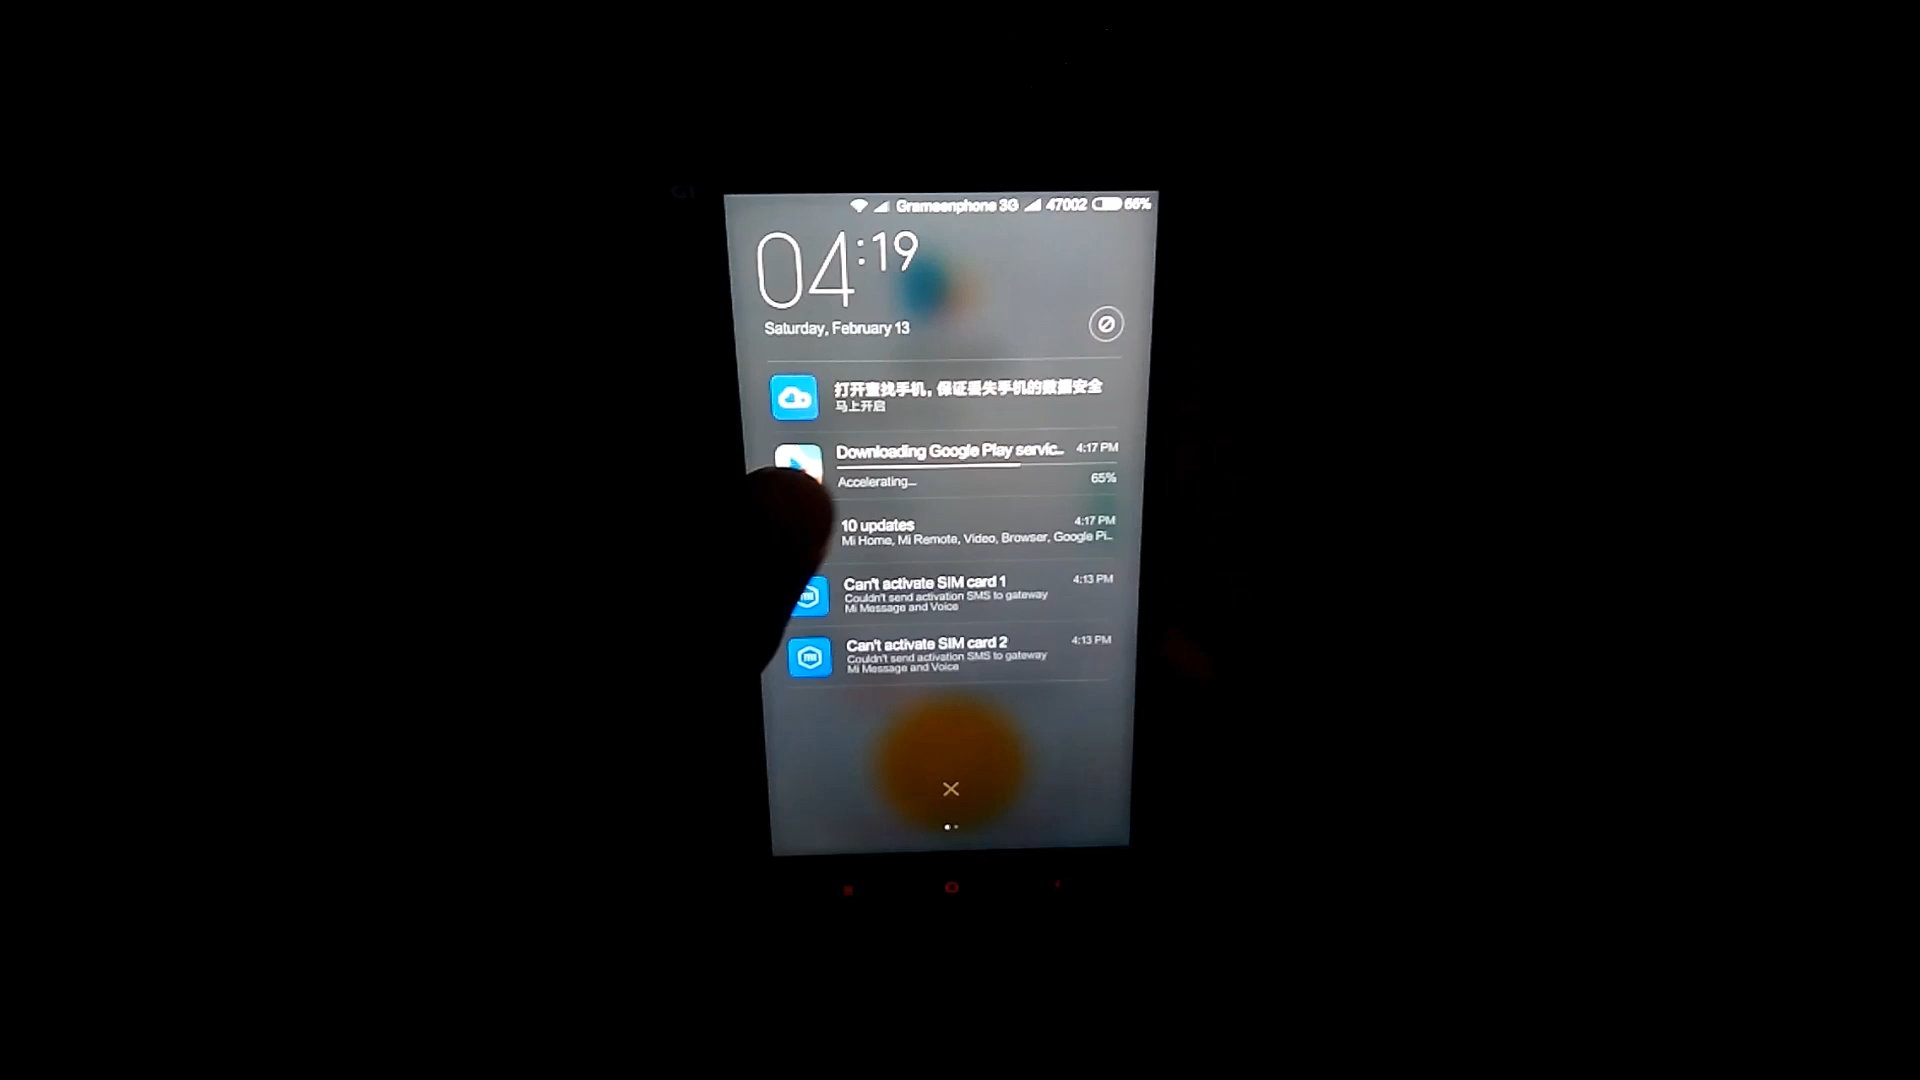 Grameenphone 3G 47002 66%
04:19
Saturday, February 13
打开查找手机，保证丢失手机的数据安全
马上开启
Downloading Google Play servic... 4:17 PM
Accelerating... 65%
10 updates 4:17 PM
Mi Home, Mi Remote, Video, Browser, Google Pl...
Can't activate SIM card 1 4:13 PM
Couldn't send activation SMS to gateway
Mi Message and Voice
Can't activate SIM card 2 4:13 PM
Couldn't send activation SMS to gateway
Mi Message and Voice